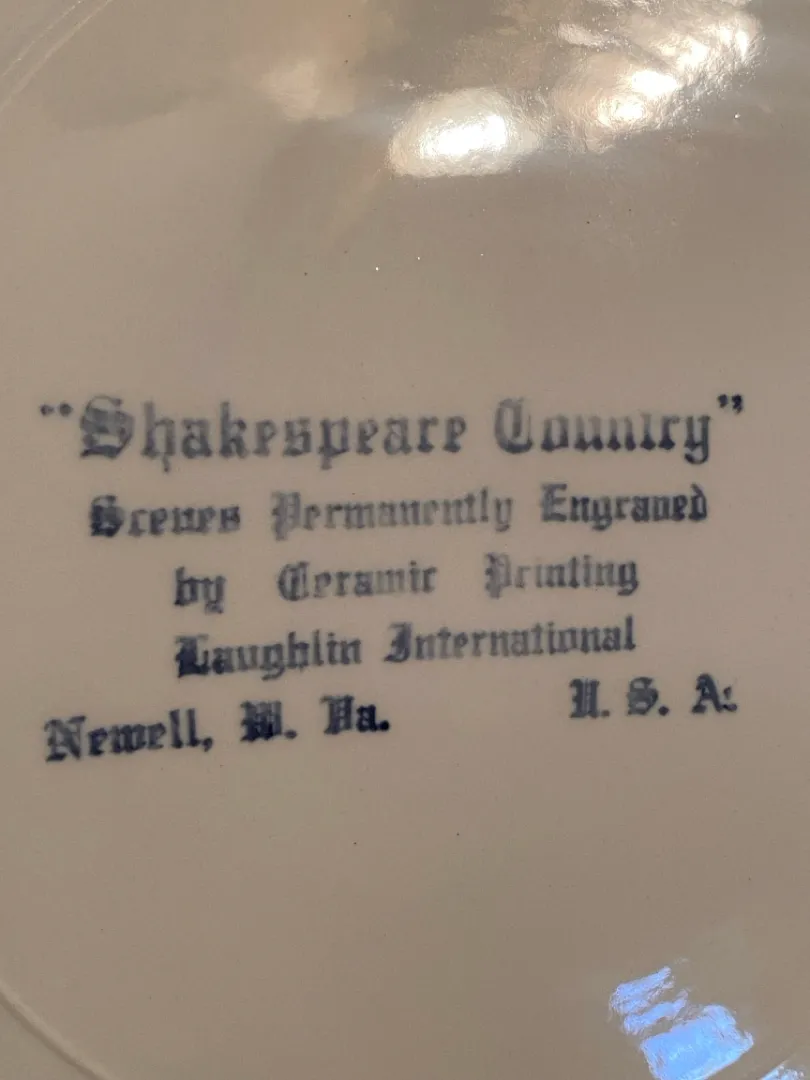 "Shakespeare Country"
Scenes Permanently Engraved
by Ceramic Printing
Laughlin International
Newell, W. Va. U. S. A.